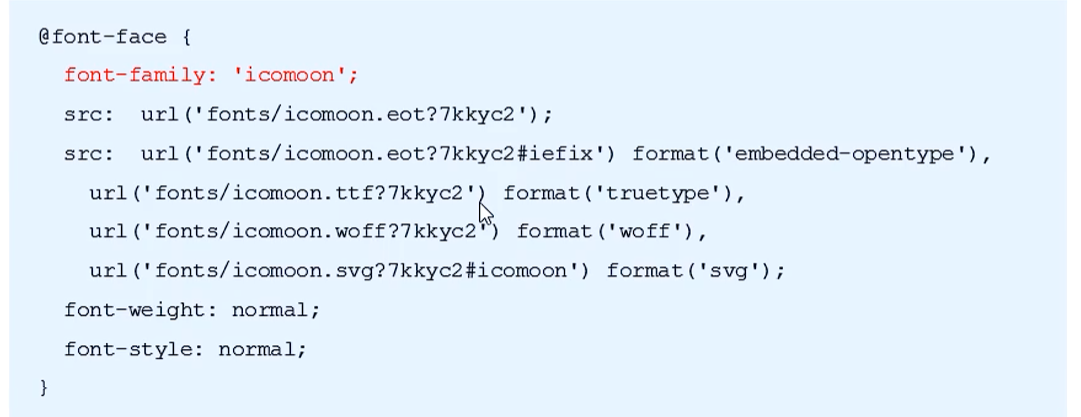 @font-face {
font-family: 'icomoon';
src: url('fonts/icomoon.eot?7kkyc2');
src: url('fonts/icomoon.eot?7kkyc2#iefix') format('embedded-opentype'),
url('fonts/icomoon.ttf?7kkyc2') format('truetype'),
url('fonts/icomoon.woff?7kkyc2') format('woff'),
url('fonts/icomoon.svg?7kkyc2#icomoon') format('svg');
font-weight: normal;
font-style: normal;
}